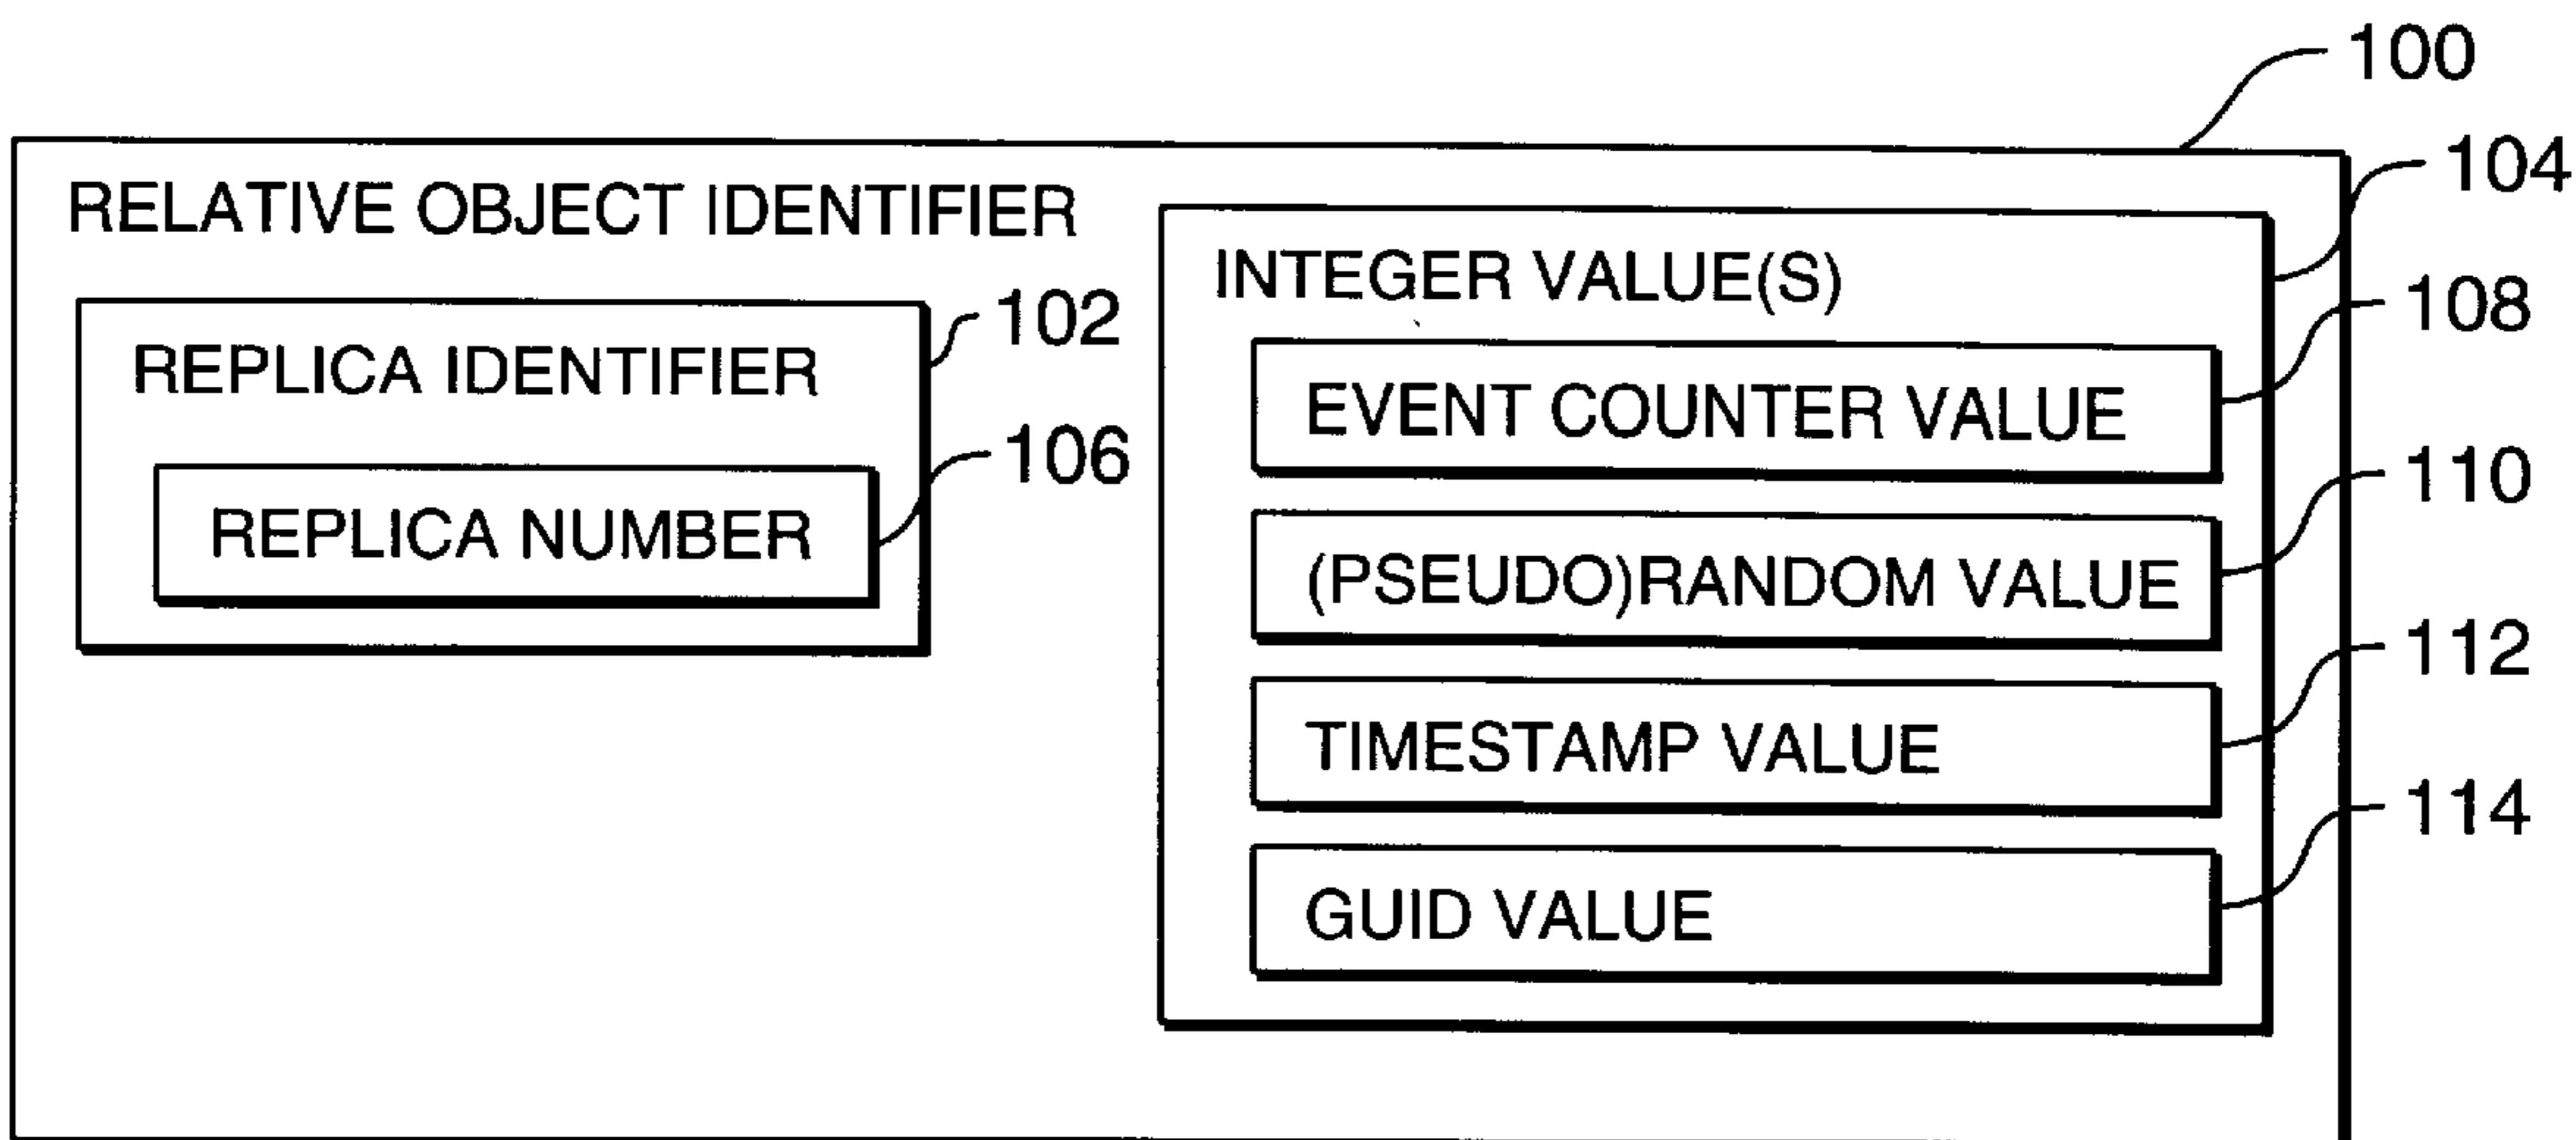 100
104
RELATIVE OBJECT IDENTIFIER
INTEGER VALUE(S)
102
108
REPLICA IDENTIFIER
EVENT COUNTER VALUE
106
110
REPLICA NUMBER
(PSEUDO)RANDOM VALUE
112
TIMESTAMP VALUE
114
GUID VALUE